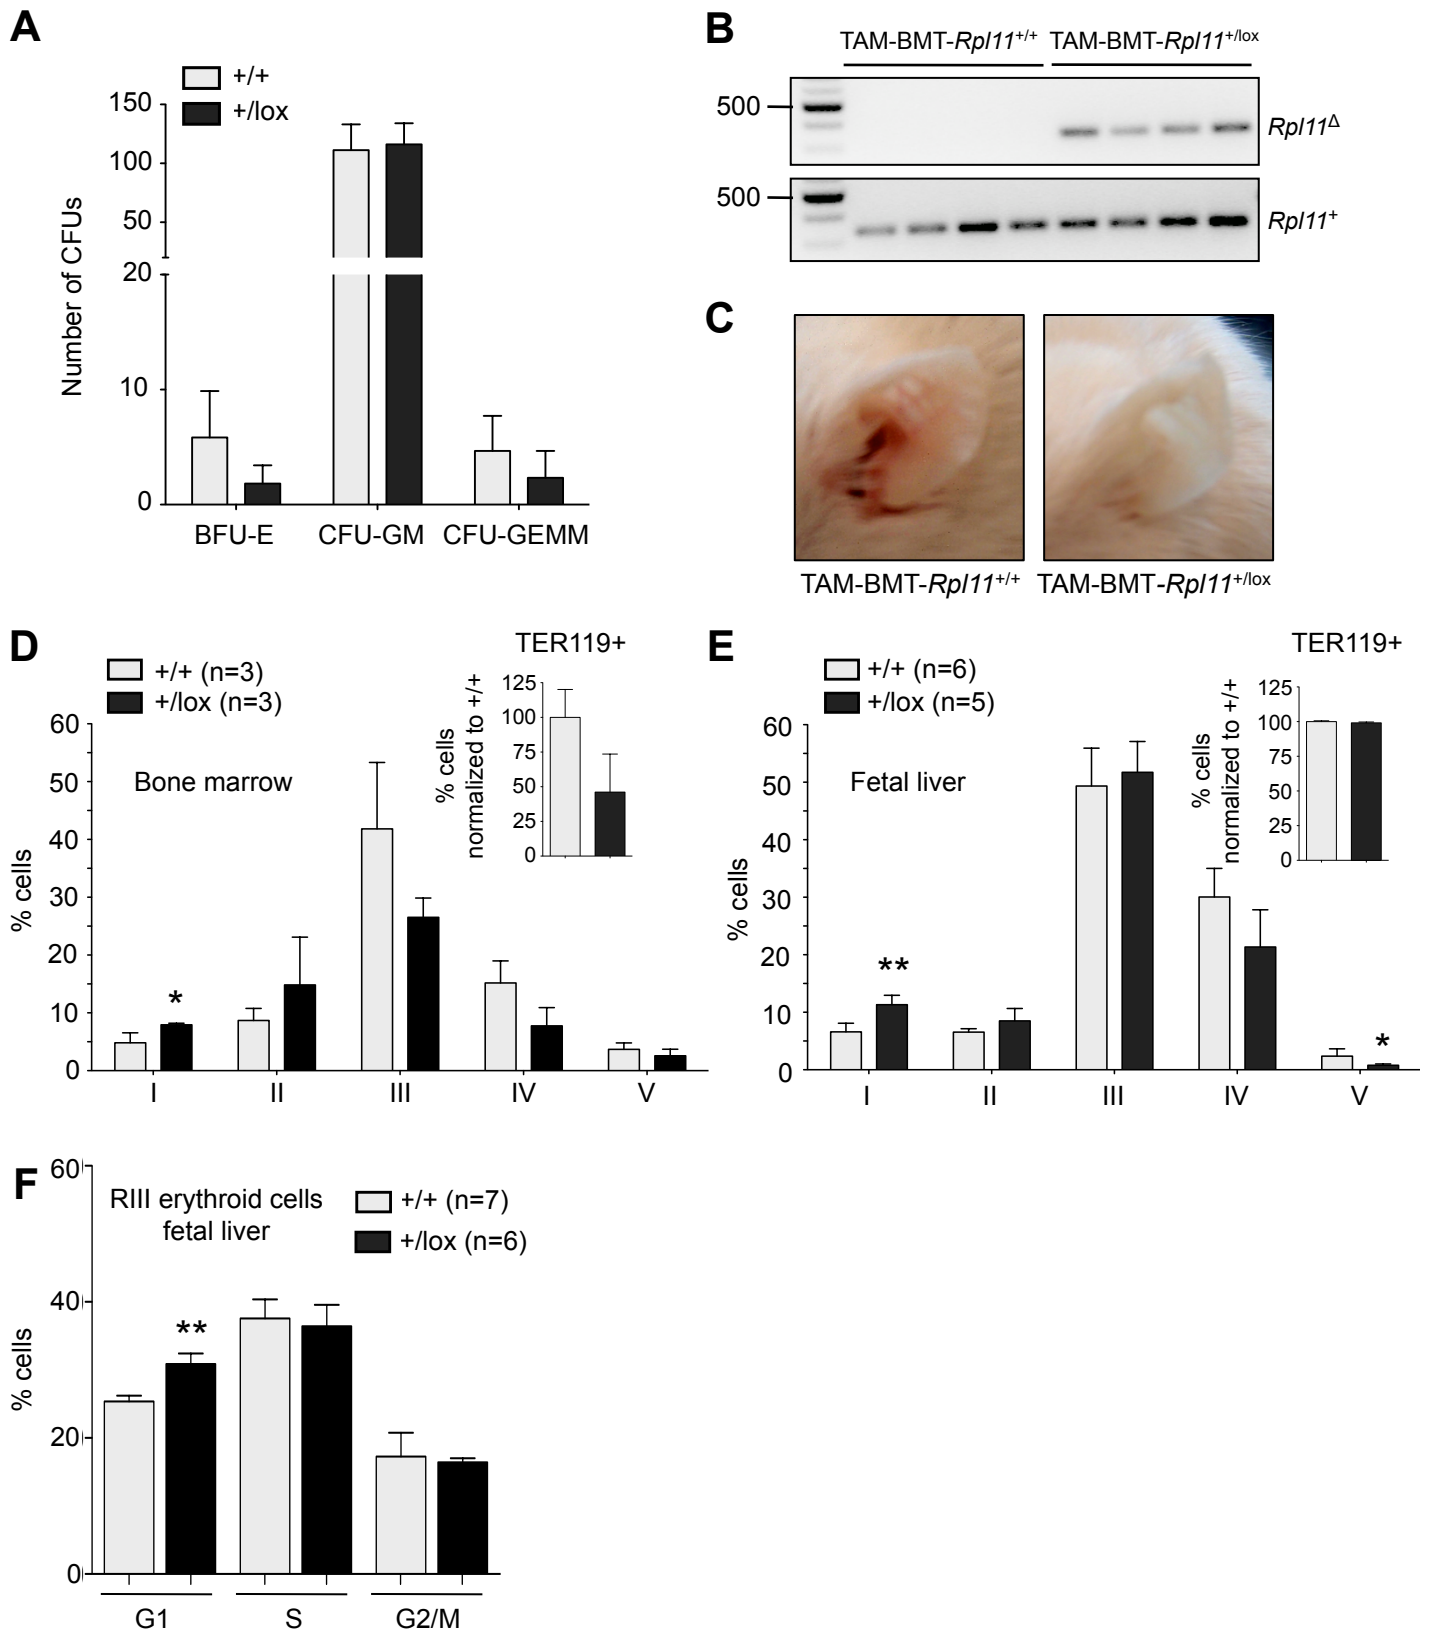 A
+/+
+/lox
Number of CFUs
150
100
50
20
10
0
BFU-E CFU-GM CFU-GEMM
B
TAM-BMT-Rpl11+/+ TAM-BMT-Rpl11+/lox
500
Rpl11Δ
500
Rpl11+
C
TAM-BMT-Rpl11+/+ TAM-BMT-Rpl11+/lox
D
+/+ (n=3)
+/lox (n=3)
Bone marrow
% cells
60
50
40
30
20
10
0
I II III IV V
TER119+
% cells
normalized to +/+
125
100
75
50
25
0
E
+/+ (n=6)
+/lox (n=5)
Fetal liver
% cells
60
50
40
30
20
10
0
*
**
*
I II III IV V
TER119+
% cells
normalized to +/+
125
100
75
50
25
0
F
RIII erythroid cells
fetal liver
+/+ (n=7)
+/lox (n=6)
% cells
60
40
20
0
**
G1 S G2/M